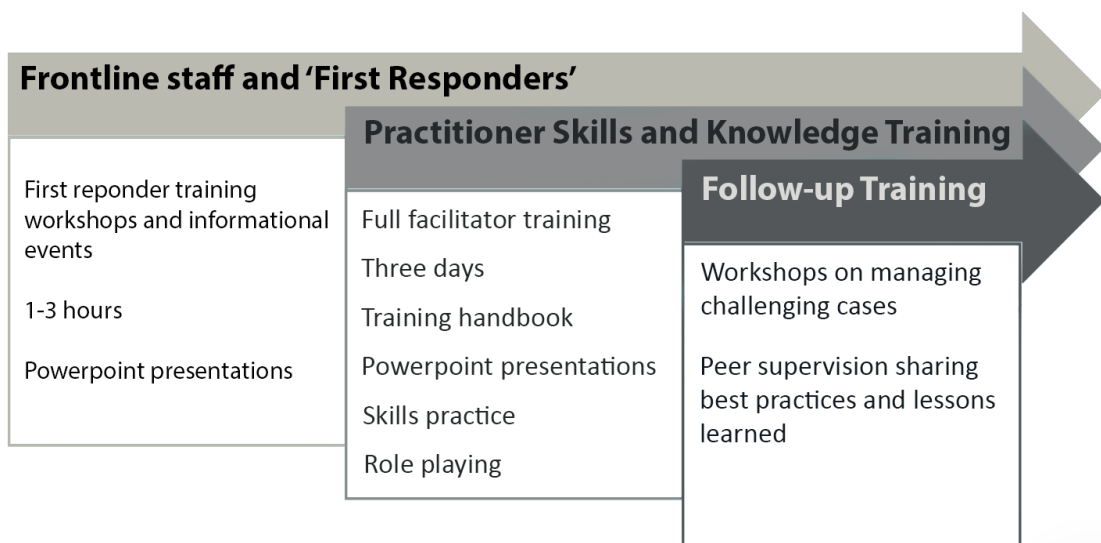 Frontline staff and ‘First Responders’
First reponder training
workshops and informational
events
1-3 hours
Powerpoint presentations
Practitioner Skills and Knowledge Training
Full facilitator training
Three days
Training handbook
Powerpoint presentations
Skills practice
Role playing
Follow-up Training
Workshops on managing
challenging cases
Peer supervision sharing
best practices and lessons
learned